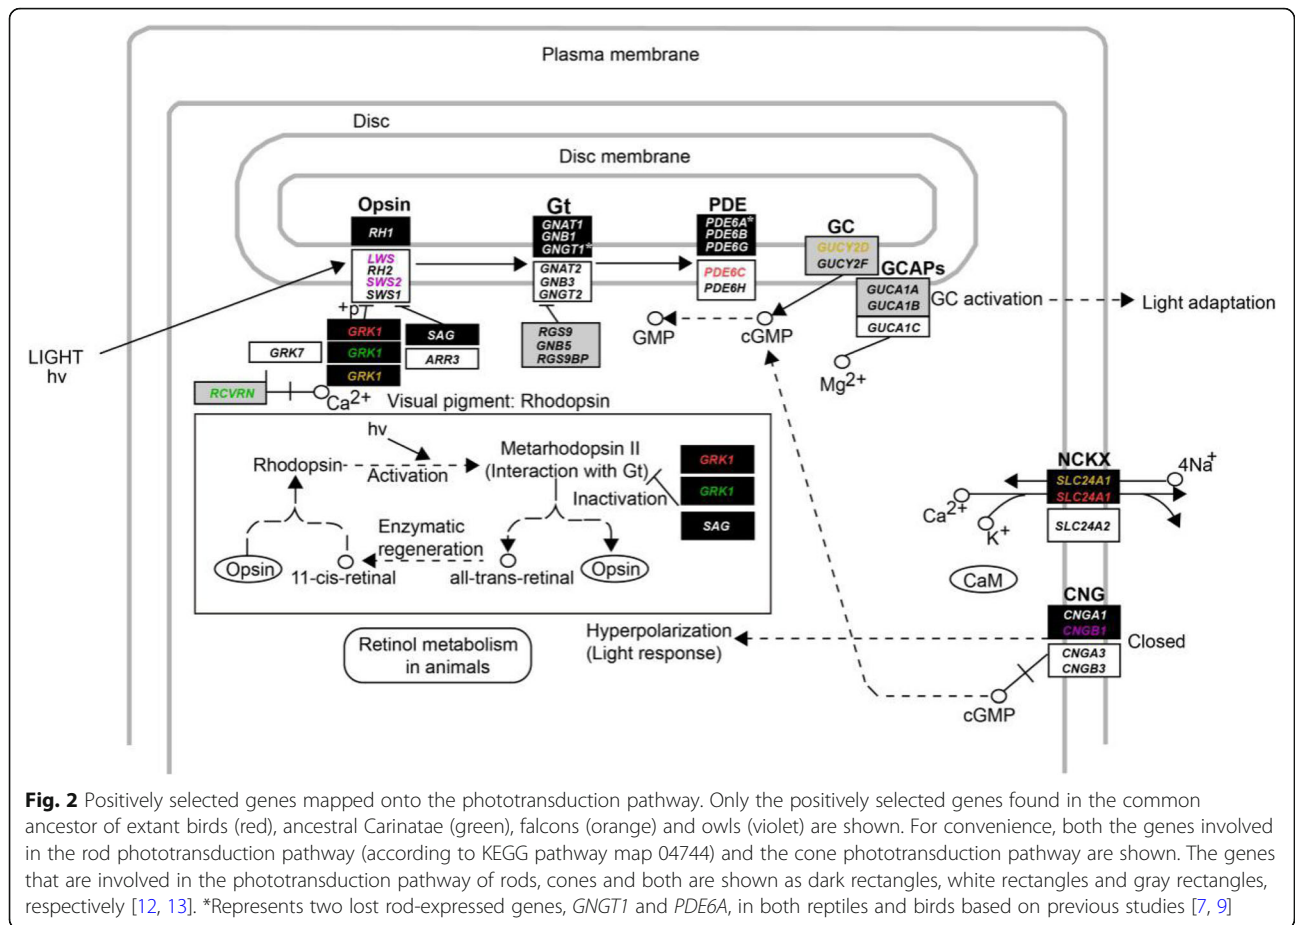 Plasma membrane
Disc
Disc membrane
Opsin
RH1
LWS
RH2
SWS2
SWS1
Gt
GNAT1
GNB1
GNGT1*
GNAT2
GNB3
GNGT2
PDE
PDE6A*
PDE6B
PDE6G
PDE6C
PDE6H
GC
GUCY2D
GUCY2F
GCAPs
GUCA1A
GUCA1B
GUCA1C
GC activation
Light adaptation
Mg2+
+p
GRK1
GRK1
GRK1
SAG
ARR3
GRK7
RCVRN
Ca2+
RGS9
GNB5
RGS9BP
GMP
cGMP
LIGHT
hv
Visual pigment: Rhodopsin
hv
Rhodopsin
Activation
Metarhodopsin II
(Interaction with Gt)
Inactivation
GRK1
GRK1
SAG
Enzymatic
regeneration
Opsin
11-cis-retinal
all-trans-retinal
Opsin
Retinol metabolism
in animals
Hyperpolarization
(Light response)
NCKX
SLC24A1
SLC24A1
SLC24A2
4Na+
Ca2+
K+
CaM
CNG
CNGA1
CNGB1
CNGA3
CNGB3
Closed
cGMP
Fig. 2 Positively selected genes mapped onto the phototransduction pathway. Only the positively selected genes found in the common
ancestor of extant birds (red), ancestral Carinatae (green), falcons (orange) and owls (violet) are shown. For convenience, both the genes involved
in the rod phototransduction pathway (according to KEGG pathway map 04744) and the cone phototransduction pathway are shown. The genes
that are involved in the phototransduction pathway of rods, cones and both are shown as dark rectangles, white rectangles and gray rectangles,
respectively [12, 13]. *Represents two lost rod-expressed genes, GNGT1 and PDE6A, in both reptiles and birds based on previous studies [7, 9]